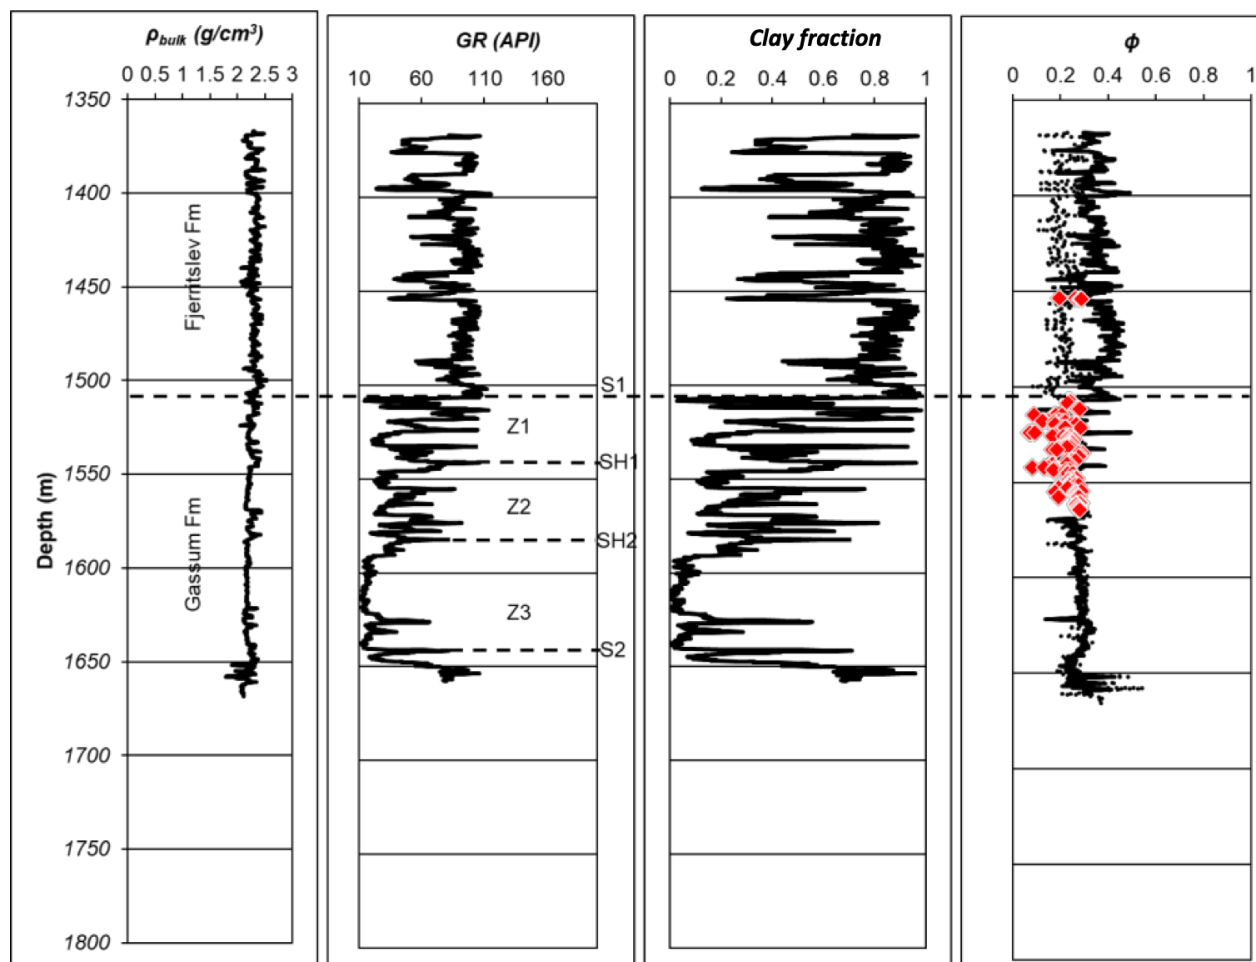 ρbulk (g/cm³)
GR (API)
Clay fraction
ϕ
0 0.5 1 1.5 2 2.5 3
10 60 110 160
0 0.2 0.4 0.6 0.8 1
0 0.2 0.4 0.6 0.8 1
Depth (m)
1350
1400
1450
1500
1550
1600
1650
1700
1750
1800
Fjerritslev Fm
Gassum Fm
S1
Z1
SH1
Z2
SH2
Z3
S2